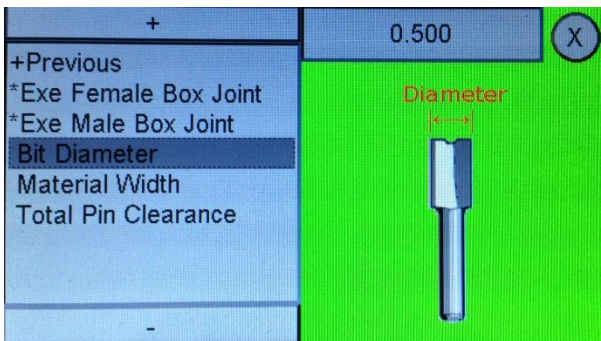 +
+Previous
*Exe Female Box Joint
*Exe Male Box Joint
Bit Diameter
Material Width
Total Pin Clearance
-
0.500
X
Diameter